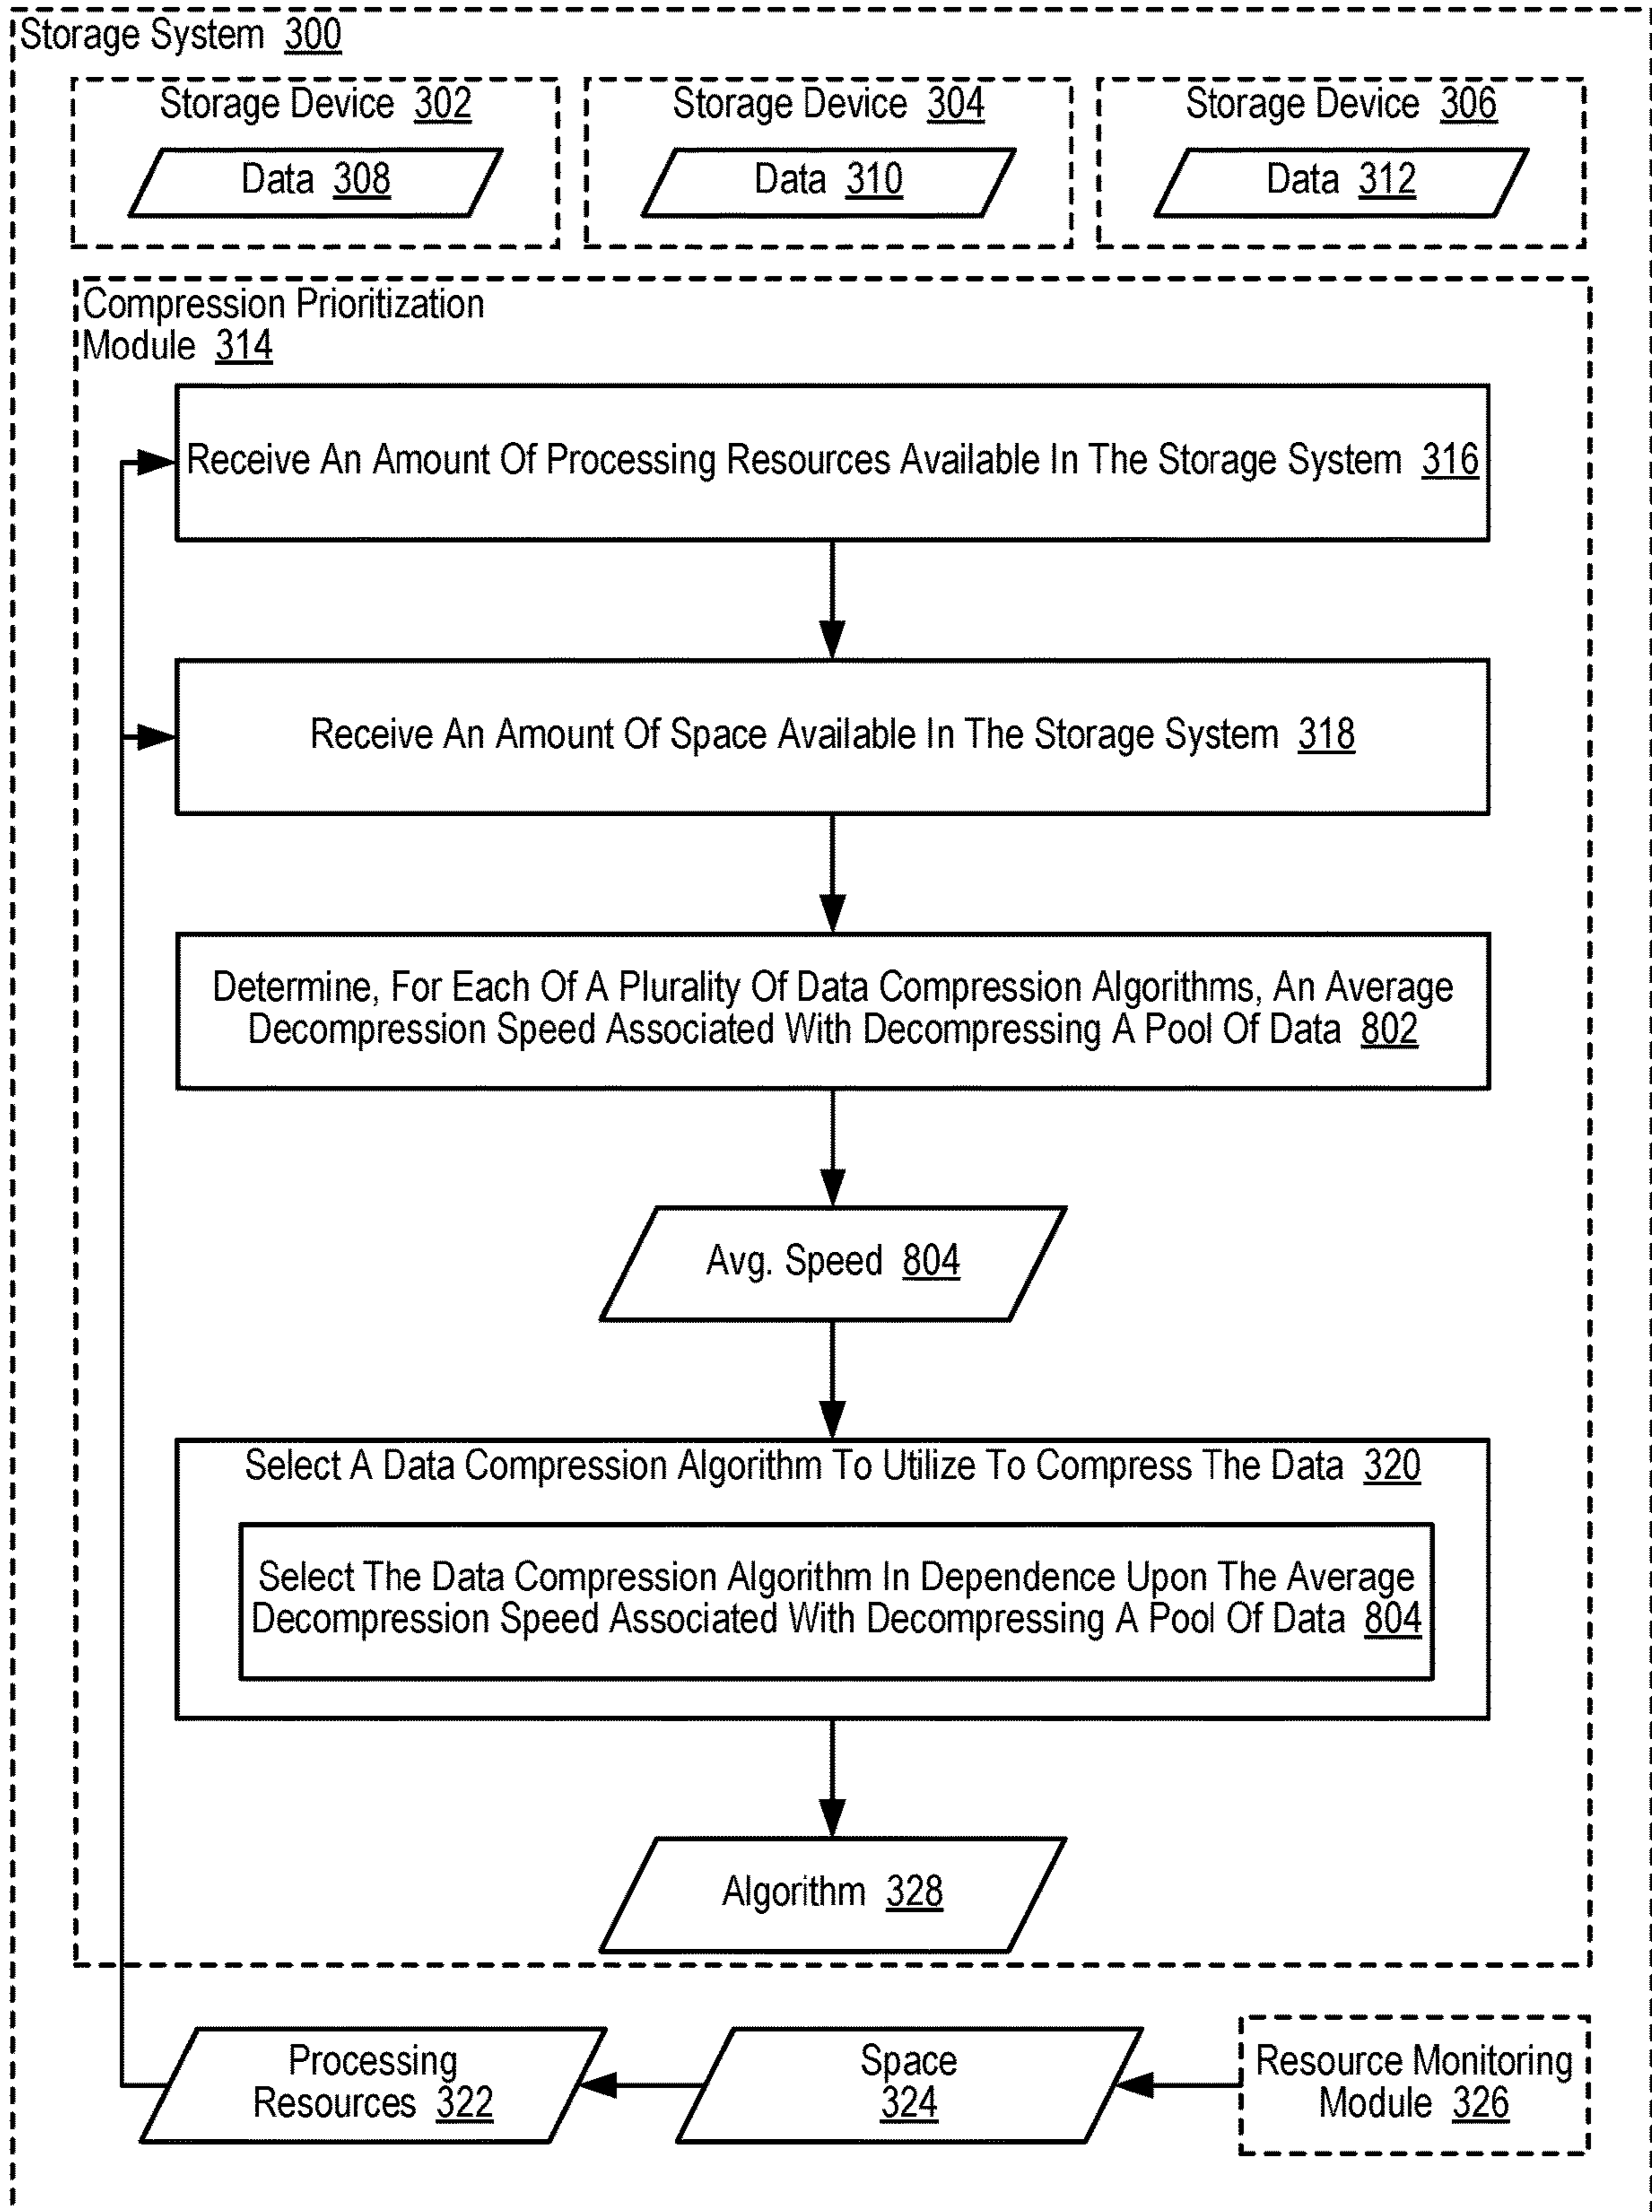 Storage System 300
Storage Device 302
Data 308
Storage Device 304
Data 310
Storage Device 306
Data 312
Compression Prioritization
Module 314
Receive An Amount Of Processing Resources Available In The Storage System 316
Receive An Amount Of Space Available In The Storage System 318
Determine, For Each Of A Plurality Of Data Compression Algorithms, An Average
Decompression Speed Associated With Decompressing A Pool Of Data 802
Avg. Speed 804
Select A Data Compression Algorithm To Utilize To Compress The Data 320
Select The Data Compression Algorithm In Dependence Upon The Average
Decompression Speed Associated With Decompressing A Pool Of Data 804
Algorithm 328
Processing
Resources 322
Space
324
Resource Monitoring
Module 326